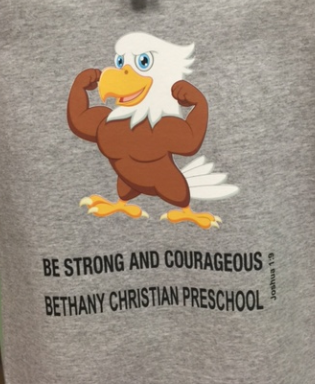 BE STRONG AND COURAGEOUS
Joshua 1:9
BETHANY CHRISTIAN PRESCHOOL